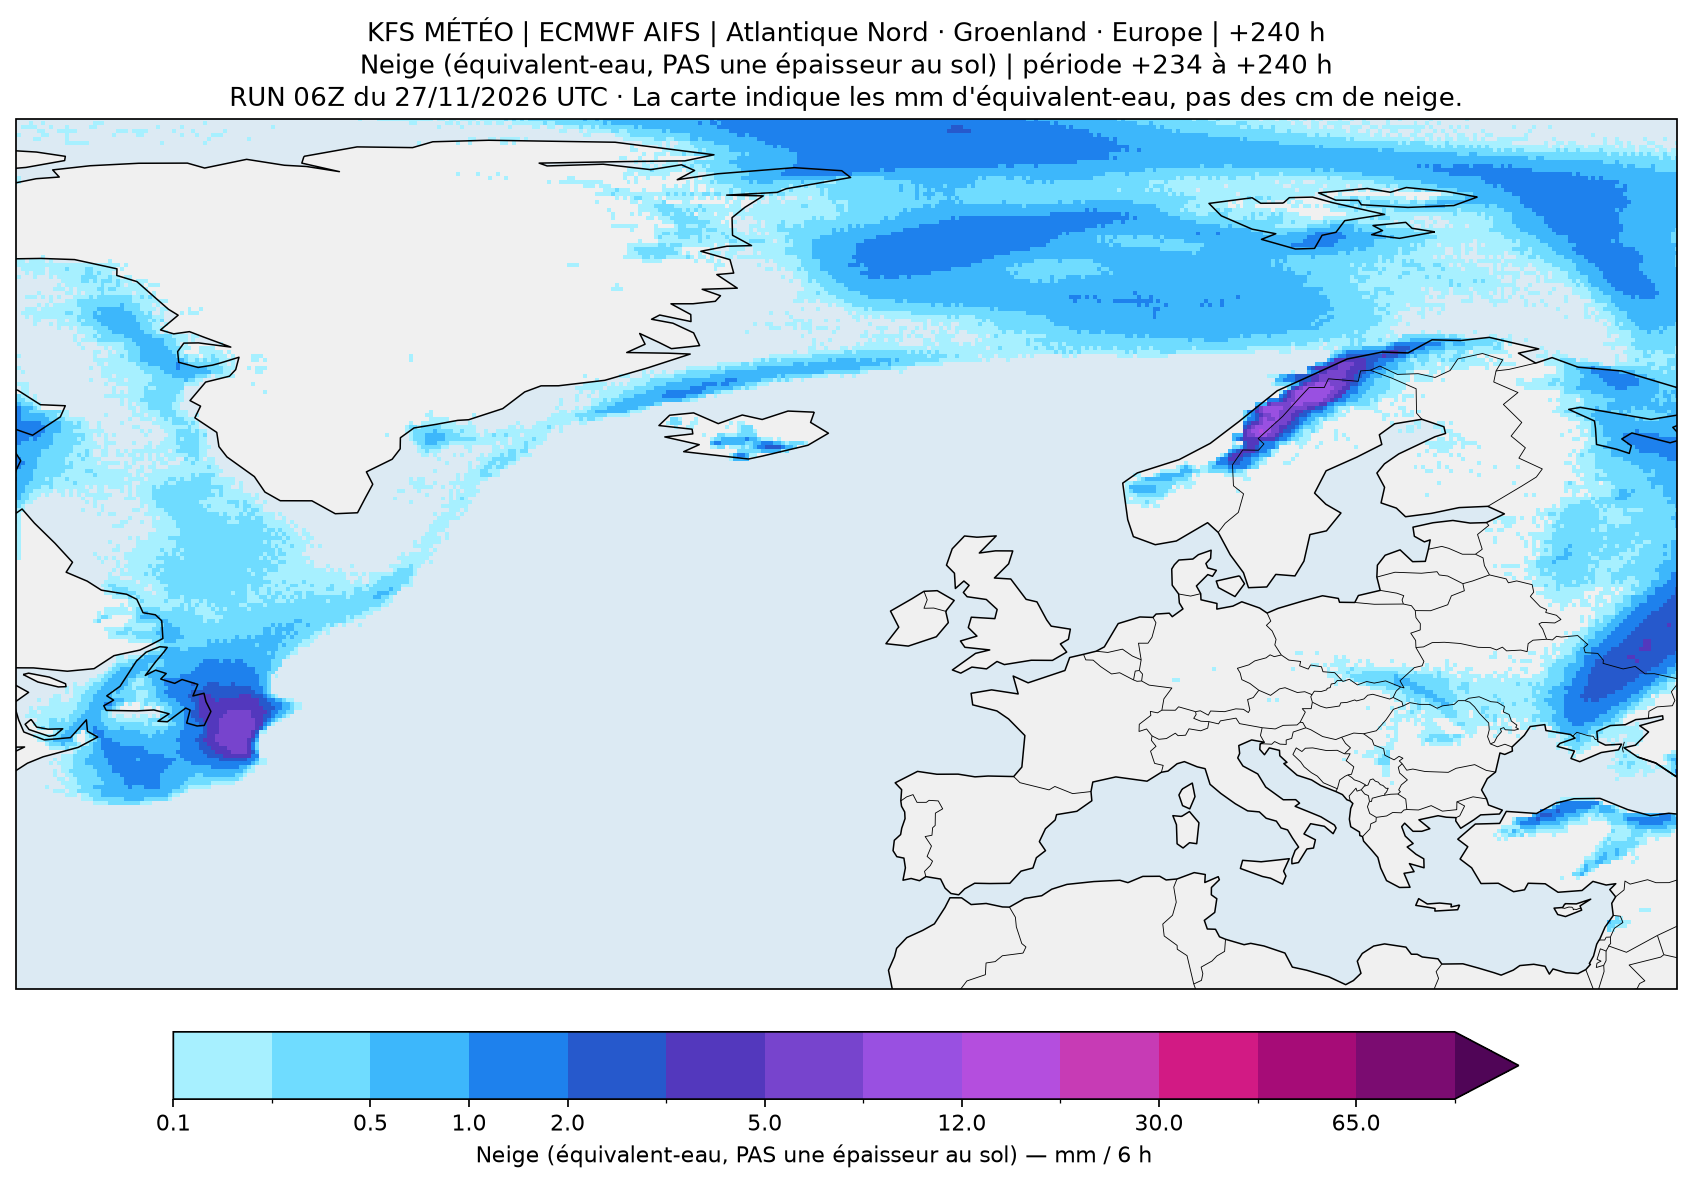 KFS MÉTÉO | ECMWF AIFS | Atlantique Nord · Groenland · Europe | +240 h
Neige (équivalent-eau, PAS une épaisseur au sol) | période +234 à +240 h
RUN 06Z du 27/11/2026 UTC · La carte indique les mm d'équivalent-eau, pas des cm de neige.
0.1 0.5 1.0 2.0 5.0 12.0 30.0 65.0
Neige (équivalent-eau, PAS une épaisseur au sol) — mm / 6 h